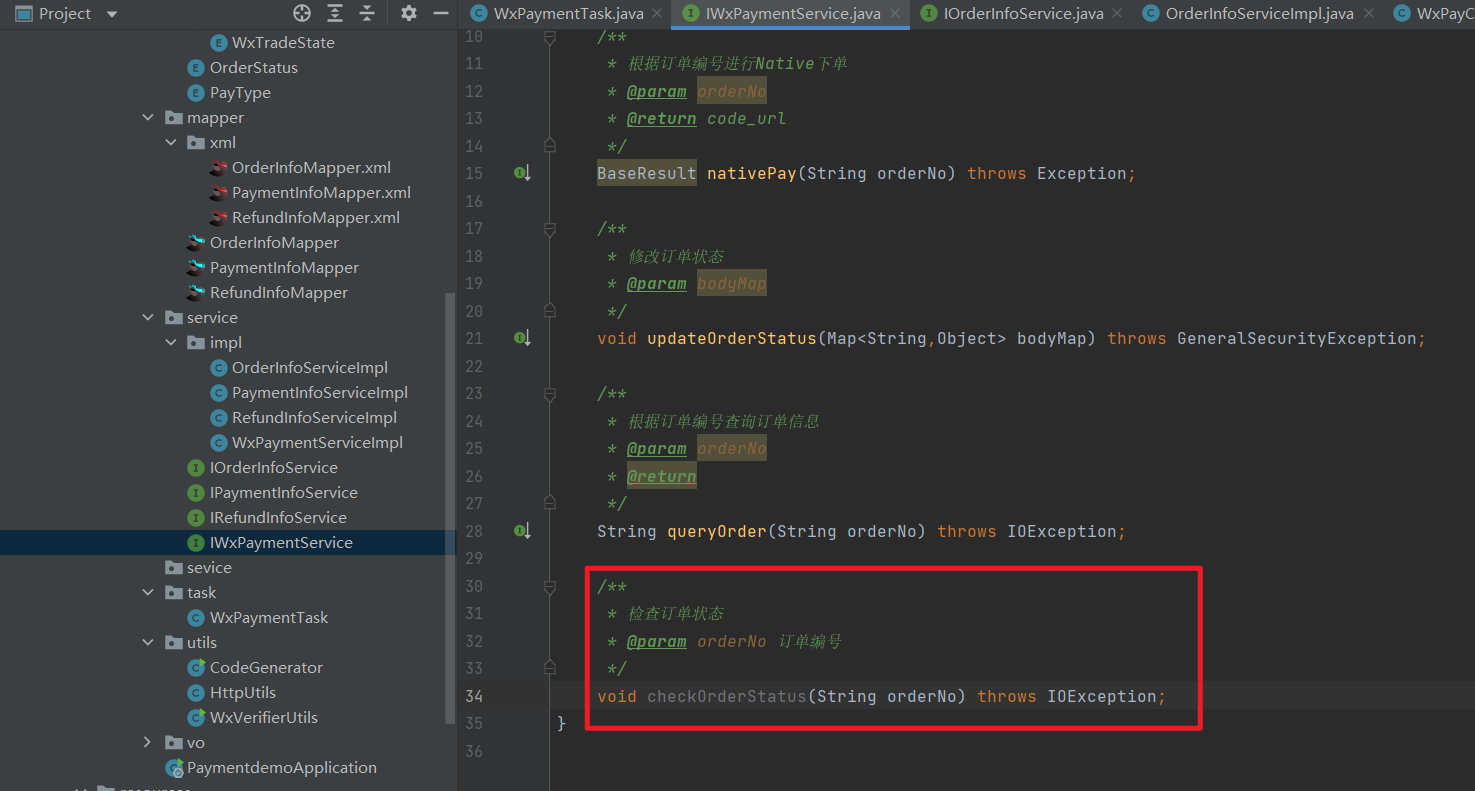 Project
WxPaymentTask.java
IWxPaymentService.java
IOrderInfoService.java
OrderInfoServiceImpl.java
WxPayC
WxTradeState
OrderStatus
PayType
mapper
xml
OrderInfoMapper.xml
PaymentInfoMapper.xml
RefundInfoMapper.xml
OrderInfoMapper
PaymentInfoMapper
RefundInfoMapper
service
impl
OrderInfoServiceImpl
PaymentInfoServiceImpl
RefundInfoServiceImpl
WxPaymentServiceImpl
IOrderInfoService
IPaymentInfoService
IRefundInfoService
IWxPaymentService
sevice
task
WxPaymentTask
utils
CodeGenerator
HttpUtils
WxVerifierUtils
vo
PaymentdemoApplication
10 /**
11 * 根据订单编号进行Native下单
12 * @param orderNo
13 * @return code_url
14 */
15 BaseResult nativePay(String orderNo) throws Exception;
16
17 /**
18 * 修改订单状态
19 * @param bodyMap
20 */
21 void updateOrderStatus(Map<String,Object> bodyMap) throws GeneralSecurityException;
22
23 /**
24 * 根据订单编号查询订单信息
25 * @param orderNo
26 * @return
27 */
28 String queryOrder(String orderNo) throws IOException;
29
30 /**
31 * 检查订单状态
32 * @param orderNo 订单编号
33 */
34 void checkOrderStatus(String orderNo) throws IOException;
35 }
36